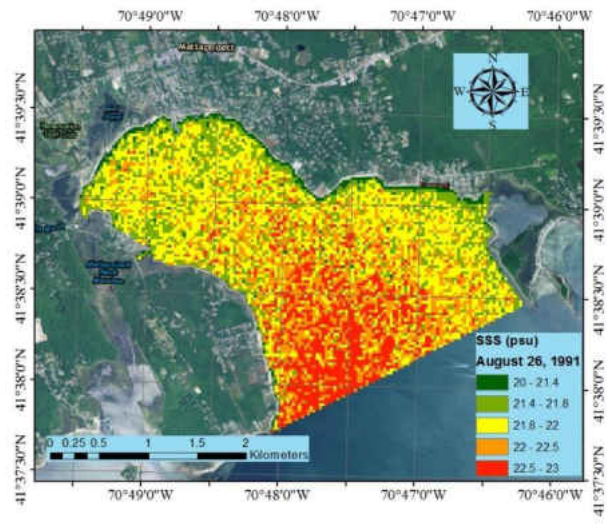 70°49'0"W 70°48'0"W 70°47'0"W 70°46'0"W
Mattapoisett
N
W E
S
41°39'30"N 41°39'30"N
41°39'0"N 41°39'0"N
41°38'30"N 41°38'30"N
41°38'0"N 41°38'0"N
41°37'30"N 41°37'30"N
SSS (psu)
August 26, 1991
20 - 21.4
21.4 - 21.8
21.8 - 22
22 - 22.5
22.5 - 23
0 0.25 0.5 1 1.5 2
Kilometers
70°49'0"W 70°48'0"W 70°47'0"W 70°46'0"W